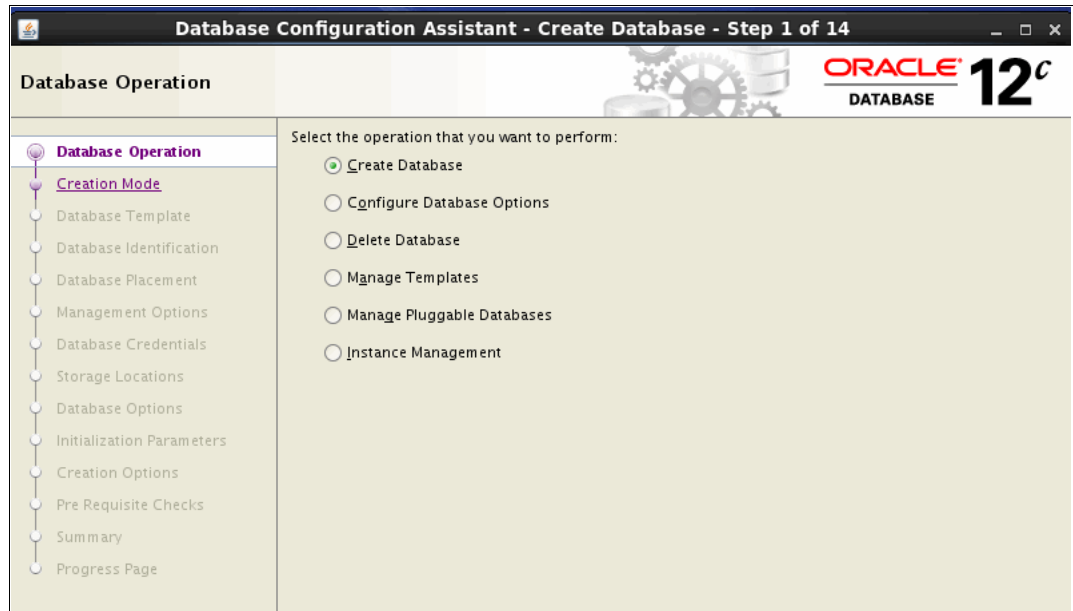 Database Configuration Assistant - Create Database - Step 1 of 14
Database Operation
ORACLE
DATABASE
12c
Database Operation
Creation Mode
Database Template
Database Identification
Database Placement
Management Options
Database Credentials
Storage Locations
Database Options
Initialization Parameters
Creation Options
Pre Requisite Checks
Summary
Progress Page
Select the operation that you want to perform:
Create Database
Configure Database Options
Delete Database
Manage Templates
Manage Pluggable Databases
Instance Management